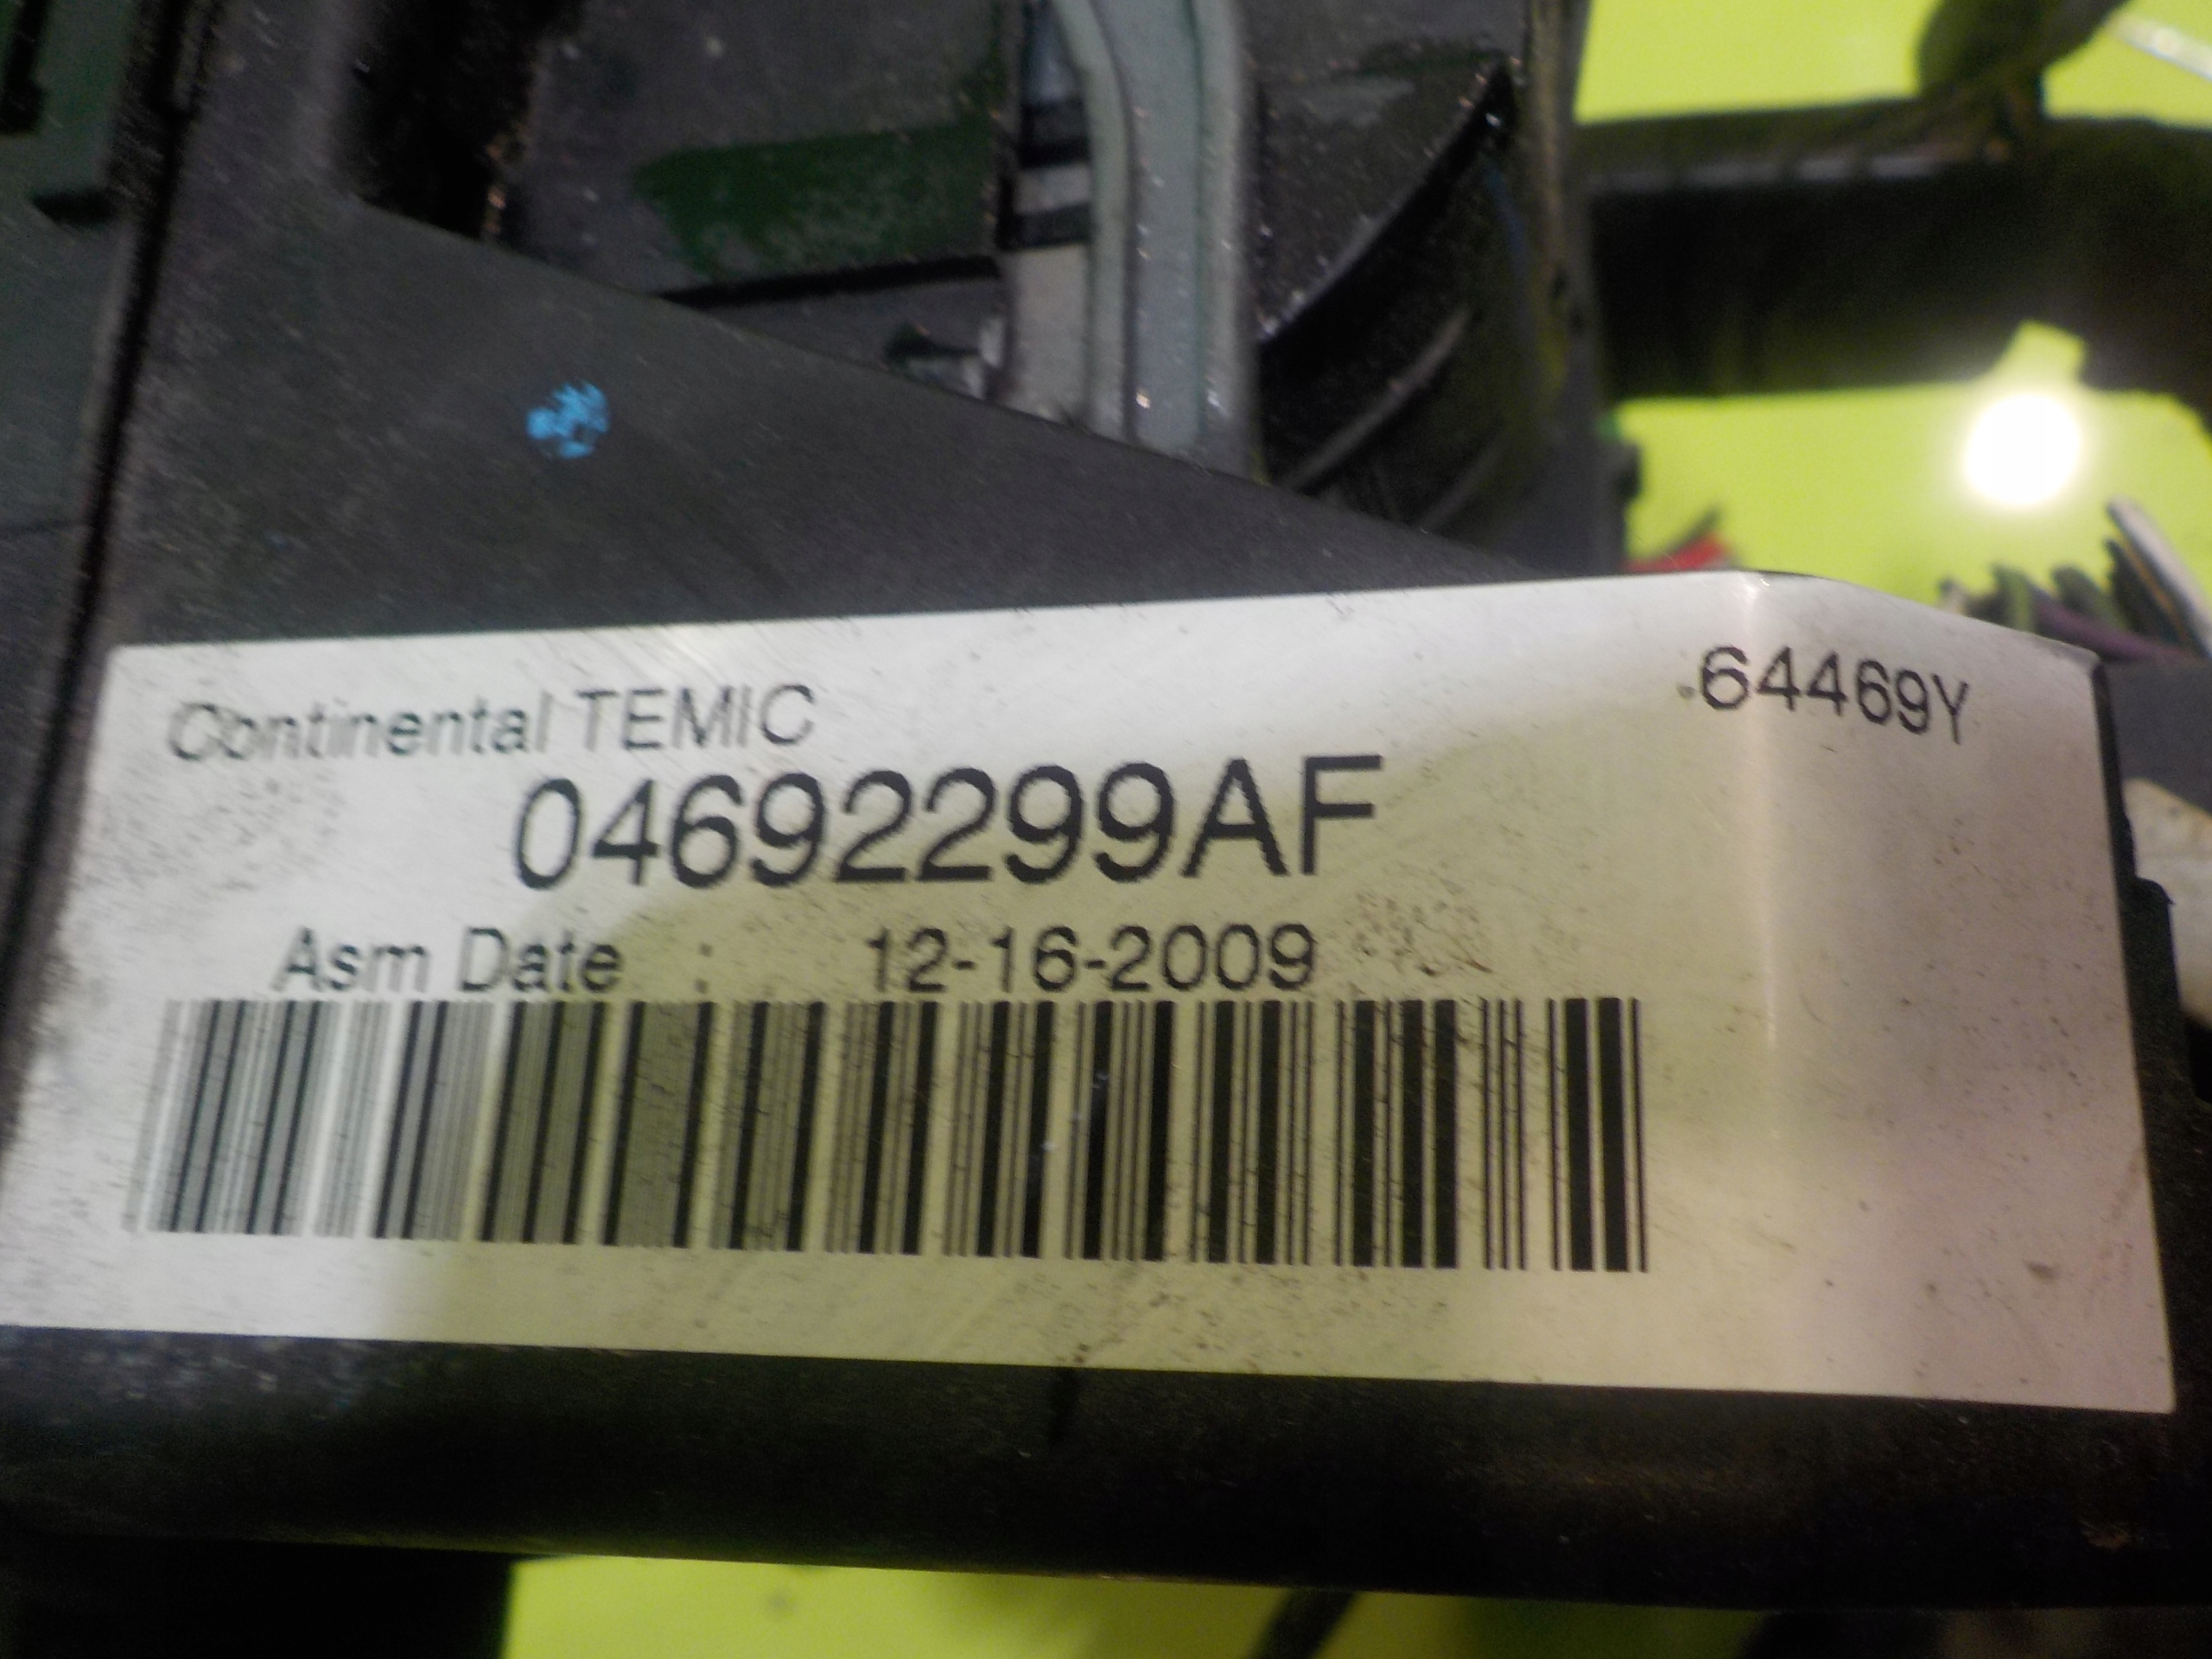 Continental TEMIC
64469Y
04692299AF
Asm Date : 12-16-2009